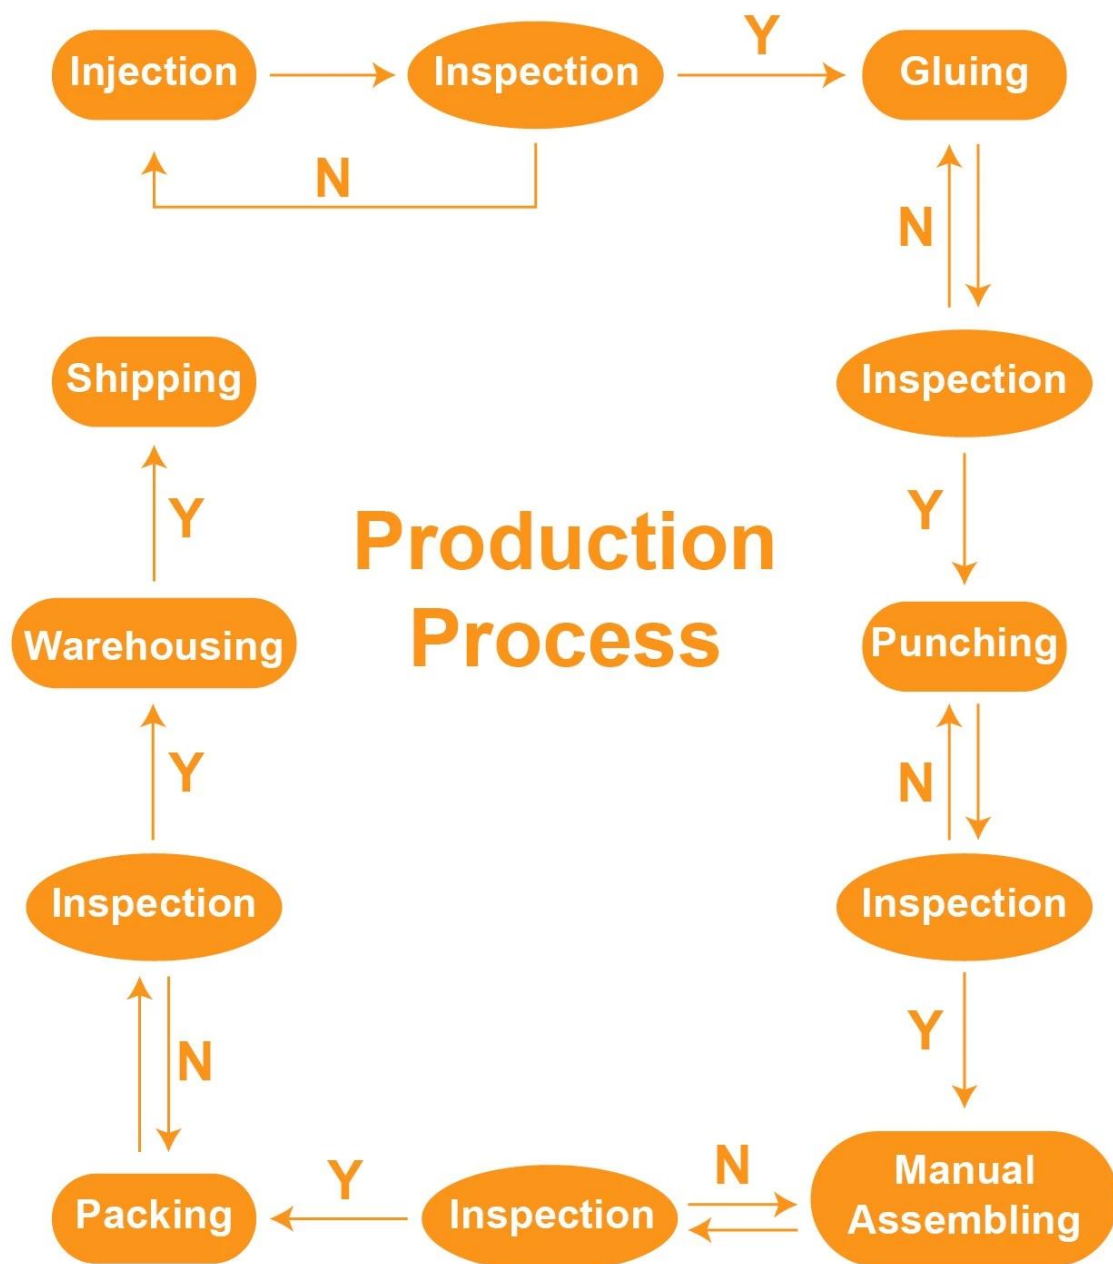 Injection
Inspection
Y
Gluing
N
N
Inspection
Shipping
Y
Y
Production
Process
Warehousing
Punching
Y
N
Inspection
Inspection
Y
N
Manual
Assembling
N
Y
Inspection
Packing